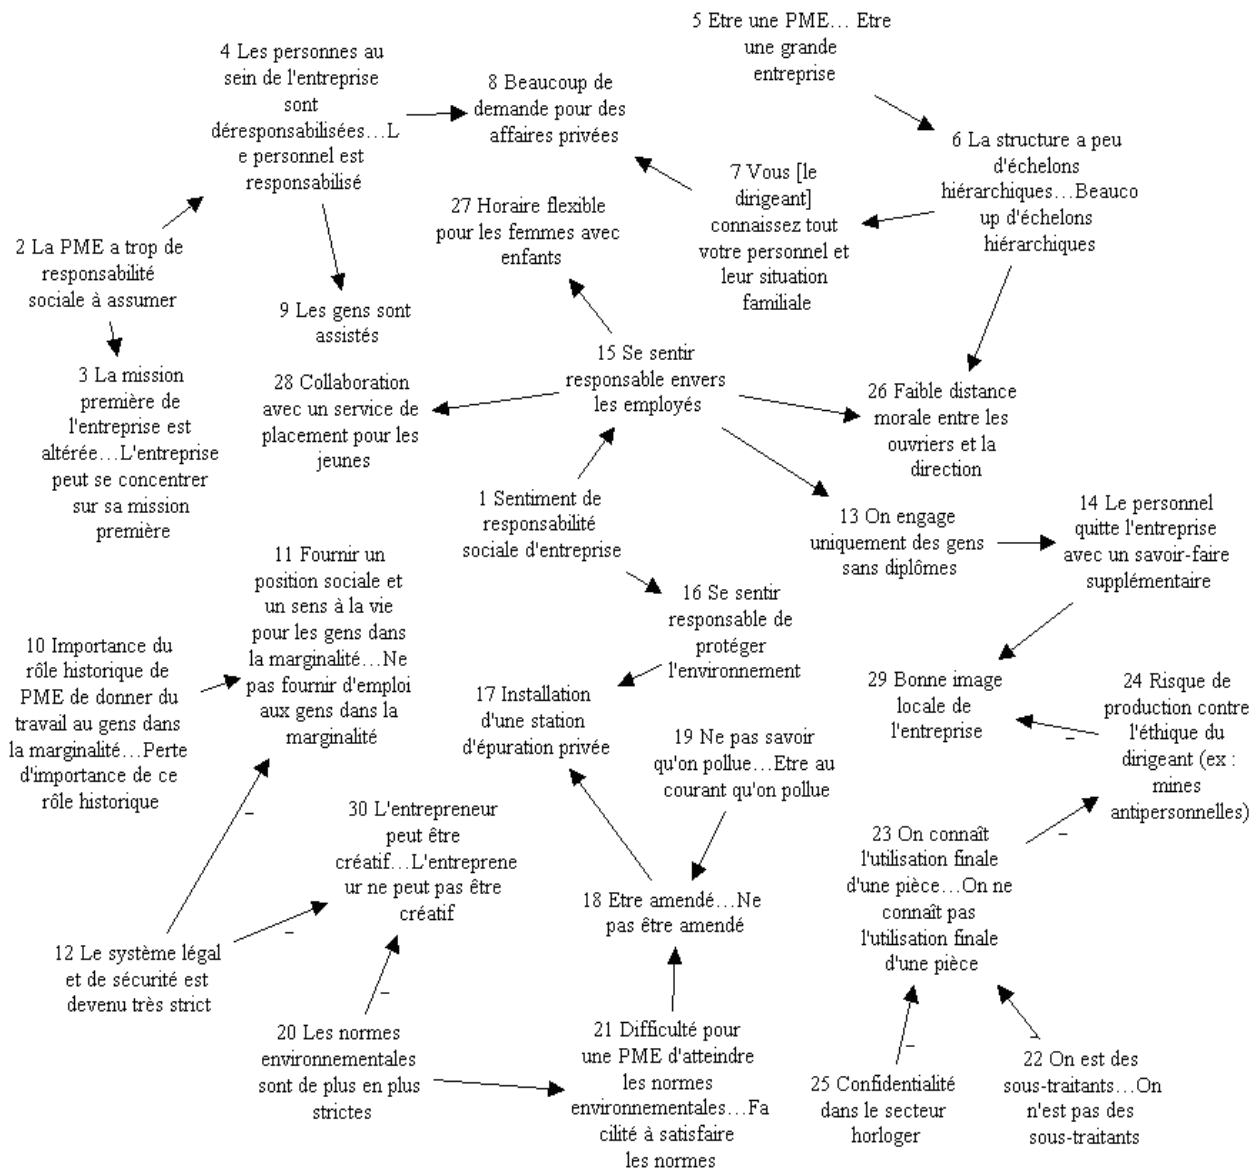 5 Etre une PME... Etre
une grande
entreprise
4 Les personnes au
sein de l'entreprise
sont
déresponsabilisées...L
e personnel est
responsabilisé
8 Beaucoup de
demande pour des
affaires privées
6 La structure a peu
d'échelons
hiérarchiques...Beauco
up d'échelons
hiérarchiques
7 Vous [le
dirigeant]
connaissez tout
votre personnel et
leur situation
familiale
27 Horaire flexible
pour les femmes avec
enfants
2 La PME a trop de
responsabilité
sociale à assumer
9 Les gens sont
assistés
15 Se sentir
responsable envers
les employés
3 La mission
première de
l'entreprise est
altérée...L'entreprise
peut se concentrer
sur sa mission
première
28 Collaboration
avec un service de
placement pour les
jeunes
26 Faible distance
morale entre les
ouvriers et la
direction
1 Sentiment de
responsabilité
sociale d'entreprise
13 On engage
uniquement des gens
sans diplômes
14 Le personnel
quitte l'entreprise
avec un savoir-faire
supplémentaire
11 Fournir un
position sociale et
un sens à la vie
pour les gens dans
la marginalité...Ne
pas fournir d'emploi
aux gens dans la
marginalité
16 Se sentir
responsable de
protéger
l'environnement
10 Importance du
rôle historique de
PME de donner du
travail au gens dans
la marginalité...Perte
d'importance de ce
rôle historique
17 Installation
d'une station
d'épuration privée
29 Bonne image
locale de
l'entreprise
24 Risque de
production contre
l'éthique du
dirigeant (ex :
mines
antipersonnelles)
–
19 Ne pas savoir
qu'on pollue...Etre au
courant qu'on pollue
–
30 L'entrepreneur
peut être
créatif...L'entreprene
ur ne peut pas être
créatif
23 On connaît
l'utilisation finale
d'une pièce...On ne
connaît pas
l'utilisation finale
d'une pièce
–
18 Etre amendé...Ne
pas être amendé
12 Le système légal
et de sécurité est
devenu très strict
–
–
20 Les normes
environnementales
sont de plus en plus
strictes
21 Difficulté pour
une PME d'atteindre
les normes
environnementales...Fa
cilité à satisfaire
les normes
–
–
25 Confidentialité
dans le secteur
horloger
22 On est des
sous-traitants...On
n'est pas des
sous-traitants